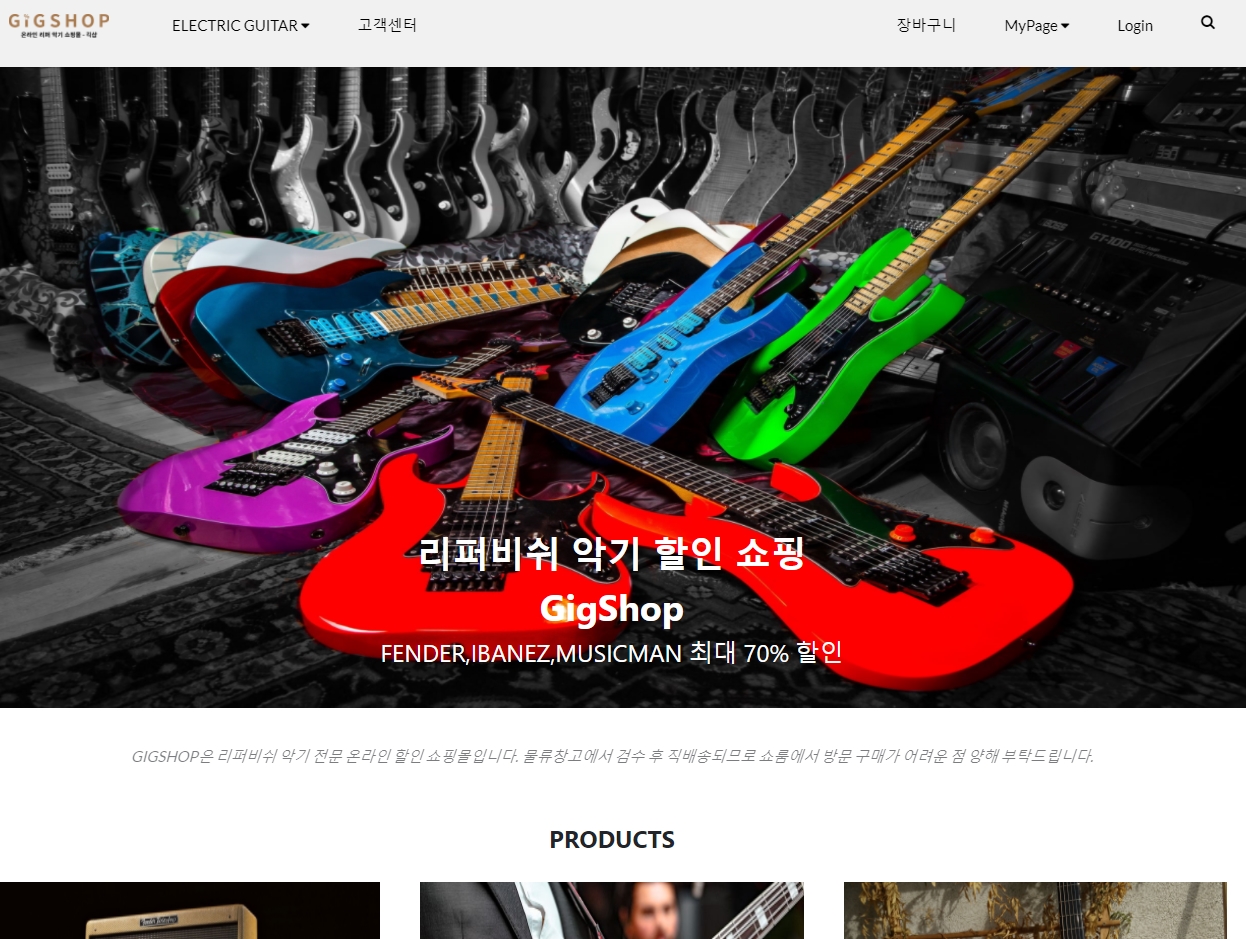 GIGSHOP
온라인 리퍼 악기 쇼핑몰 - 긱샵
ELECTRIC GUITAR
고객센터
장바구니
MyPage
Login
GT-100
리퍼비쉬 악기 할인 쇼핑
GigShop
FENDER,IBANEZ,MUSICMAN 최대 70% 할인
GIGSHOP은 리퍼비쉬 악기 전문 온라인 할인 쇼핑몰입니다. 물류창고에서 검수 후 직배송되므로 쇼룸에서 방문 구매가 어려운 점 양해 부탁드립니다.
PRODUCTS